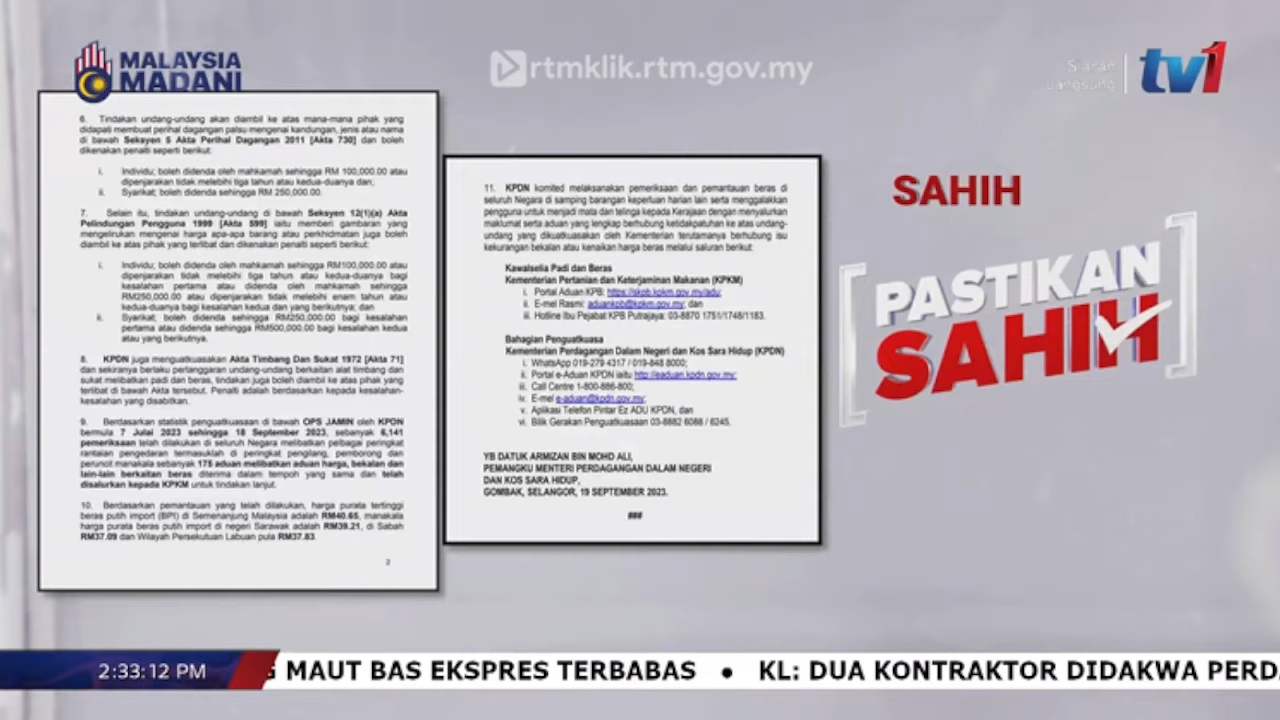 MALAYSIA
MADANI
rtmklik.rtm.gov.my
Siaran
Langsung
tv1
6. Tindakan undang-undang akan diambil ke atas mana-mana pihak yang
didapati membuat perihal dagangan palsu mengenai kandungan, jenis atau nama
di bawah Seksyen 5 Akta Perihal Dagangan 2011 [Akta 730] dan boleh
dikenakan penalti seperti berikut:
i. Individu; boleh didenda oleh mahkamah sehingga RM 100,000.00 atau
dipenjarakan tidak melebihi tiga tahun atau kedua-duanya dan;
ii. Syarikat; boleh didenda sehingga RM 250,000.00.
7. Selain itu, tindakan undang-undang di bawah Seksyen 12(1)(a) Akta
Pelindungan Pengguna 1999 [Akta 599] iaitu memberi gambaran yang
mengelirukan mengenai harga apa-apa barang atau perkhidmatan juga boleh
diambil ke atas pihak yang terlibat dan dikenakan penalti seperti berikut:
i. Individu; boleh didenda oleh mahkamah sehingga RM100,000.00 atau
dipenjarakan tidak melebihi tiga tahun atau kedua-duanya bagi
kesalahan pertama atau didenda oleh mahkamah sehingga
RM250,000.00 atau dipenjarakan tidak melebihi enam tahun atau
kedua-duanya bagi kesalahan kedua dan yang berikutnya; dan
ii. Syarikat; boleh didenda sehingga RM250,000.00 bagi kesalahan
pertama atau didenda sehingga RM500,000.00 bagi kesalahan kedua
atau yang berikutnya.
8. KPDN juga menguatkuasakan Akta Timbang Dan Sukat 1972 [Akta 71]
dan sekiranya berlaku perlanggaran undang-undang berkaitan alat timbang dan
sukat melibatkan padi dan beras, tindakan juga boleh diambil ke atas pihak yang
terlibat di bawah Akta tersebut. Penalti adalah berdasarkan kepada kesalahan-
kesalahan yang disabitkan.
9. Berdasarkan statistik penguatkuasaan di bawah OPS JAMIN oleh KPDN
bermula 7 Julai 2023 sehingga 18 September 2023, sebanyak 6,141
pemeriksaan telah dilakukan di seluruh Negara melibatkan pelbagai peringkat
rantaian pengedaran termasuklah di peringkat pengilang, pemborong dan
peruncit manakala sebanyak 175 aduan melibatkan aduan harga, bekalan dan
lain-lain berkaitan beras diterima dalam tempoh yang sama dan telah
disalurkan kepada KPKM untuk tindakan lanjut.
10. Berdasarkan pemantauan yang telah dilakukan, harga purata tertinggi
beras putih import (BPI) di Semenanjung Malaysia adalah RM40.65, manakala
harga purata beras putih import di negeri Sarawak adalah RM39.21, di Sabah
RM37.09 dan Wilayah Persekutuan Labuan pula RM37.83.
2
11. KPDN komited melaksanakan pemeriksaan dan pemantauan beras di
seluruh Negara di samping barangan keperluan harian lain serta menggalakkan
pengguna untuk menjadi mata dan telinga kepada Kerajaan dengan menyalurkan
maklumat serta aduan yang lengkap berhubung ketidakpatuhan ke atas undang-
undang yang dikuatkuasakan oleh Kementerian terutamanya berhubung isu
kekurangan bekalan atau kenaikan harga beras melalui saluran berikut:
Kawalselia Padi dan Beras
Kementerian Pertanian dan Keterjaminan Makanan (KPKM)
i. Portal Aduan KPB: https://skpb.kpkm.gov.my/adu;
ii. E-mel Rasmi: aduankpb@kpkm.gov.my; dan
iii. Hotline Ibu Pejabat KPB Putrajaya: 03-8870 1751/1748/1183.
Bahagian Penguatkuasa
Kementerian Perdagangan Dalam Negeri dan Kos Sara Hidup (KPDN)
i. WhatsApp 019-279 4317 / 019-848 8000;
ii. Portal e-Aduan KPDN iaitu http://eaduan.kpdn.gov.my;
iii. Call Centre 1-800-886-800;
iv. E-mel e-aduan@kpdn.gov.my;
v. Aplikasi Telefon Pintar Ez ADU KPDN, dan
vi. Bilik Gerakan Penguatkuasaan 03-8882 6088 / 6245.
YB DATUK ARMIZAN BIN MOHD ALI,
PEMANGKU MENTERI PERDAGANGAN DALAM NEGERI
DAN KOS SARA HIDUP,
GOMBAK, SELANGOR, 19 SEPTEMBER 2023.
###
SAHIH
[PASTIKAN
SAHIH]
2:33:12 PM
G MAUT BAS EKSPRES TERBABAS • KL: DUA KONTRAKTOR DIDAKWA PERD